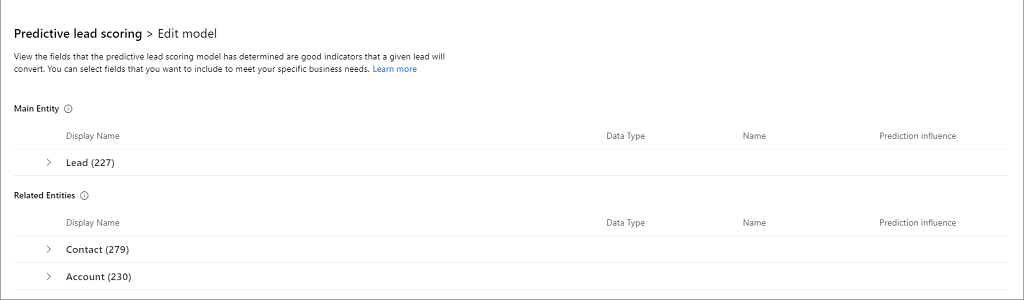 Predictive lead scoring > Edit model
View the fields that the predictive lead scoring model has determined are good indicators that a given lead will
convert. You can select fields that you want to include to meet your specific business needs. Learn more
Main Entity
Display Name Data Type Name Prediction influence
Lead (227)
Related Entities
Display Name Data Type Name Prediction influence
Contact (279)
Account (230)